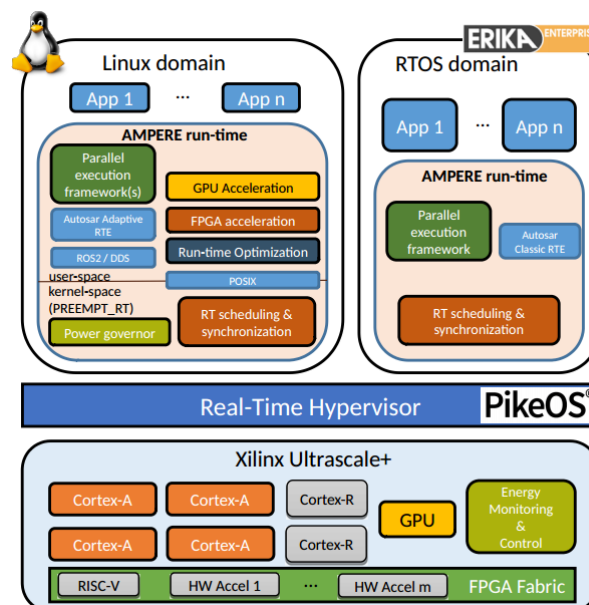 Linux domain
App 1
...
App n
AMPERE run-time
Parallel
execution
framework(s)
GPU Acceleration
Autosar Adaptive
RTE
FPGA acceleration
ROS2 / DDS
Run-time Optimization
user-space
POSIX
kernel-space
(PREEMPT_RT)
Power governor
RT scheduling &
synchronization
ERIKA
ENTERPRIS
RTOS domain
App 1
...
App n
AMPERE run-time
Parallel
execution
framework
Autosar
Classic RTE
RT scheduling &
synchronization
Real-Time Hypervisor
PikeOS®
Xilinx Ultrascale+
Cortex-A
Cortex-A
Cortex-R
Cortex-A
Cortex-A
Cortex-R
GPU
Energy
Monitoring
&
Control
RISC-V
HW Accel 1
...
HW Accel m
FPGA Fabric